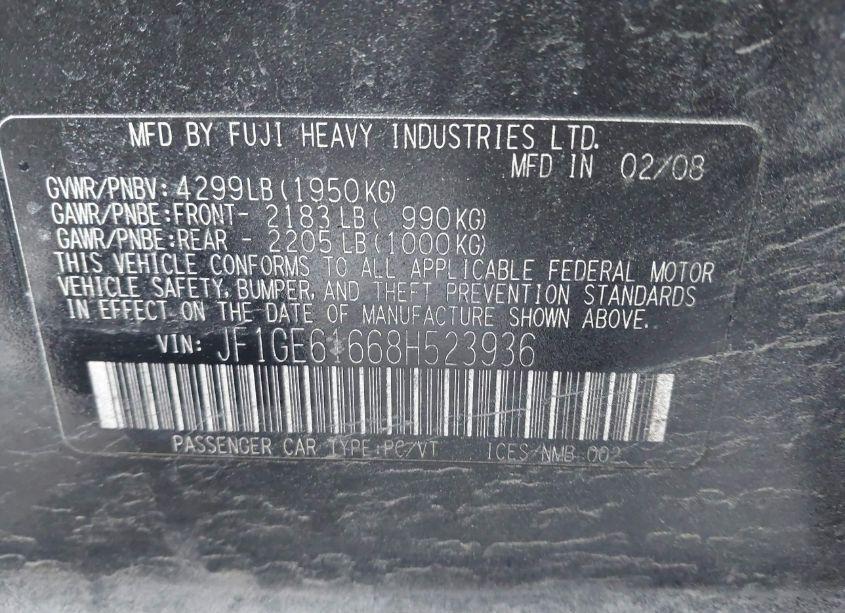 MFD BY FUJI HEAVY INDUSTRIES LTD.
MFD IN 02/08
GVWR/PNBV: 4299LB (1950KG)
GAWR/PNBE:FRONT- 2183LB( 990KG)
GAWR/PNBE:REAR - 2205LB(1000KG)
THIS VEHICLE CONFORMS TO ALL APPLICABLE FEDERAL MOTOR
VEHICLE SAFETY, BUMPER, AND THEFT PREVENTION STANDARDS
IN EFFECT ON THE DATE OF MANUFACTURE SHOWN ABOVE.
VIN: JF1GE61668H523936
PASSENGER CAR TYPE:PC/VT ICES/NMB-002